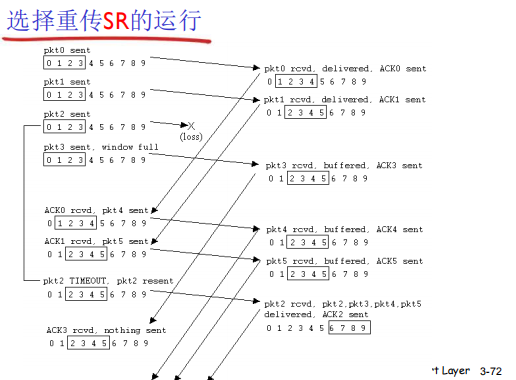 选择重传SR的运行
pkt0 sent
0 1 2 3 4 5 6 7 8 9
pkt0 rcvd, delivered, ACK0 sent
0 1 2 3 4 5 6 7 8 9
pkt1 sent
0 1 2 3 4 5 6 7 8 9
pkt1 rcvd, delivered, ACK1 sent
0 1 2 3 4 5 6 7 8 9
pkt2 sent
0 1 2 3 4 5 6 7 8 9
X
(loss)
pkt3 sent, window full
0 1 2 3 4 5 6 7 8 9
pkt3 rcvd, buffered, ACK3 sent
0 1 2 3 4 5 6 7 8 9
ACK0 rcvd, pkt4 sent
0 1 2 3 4 5 6 7 8 9
pkt4 rcvd, buffered, ACK4 sent
0 1 2 3 4 5 6 7 8 9
ACK1 rcvd, pkt5 sent
0 1 2 3 4 5 6 7 8 9
pkt5 rcvd, buffered, ACK5 sent
0 1 2 3 4 5 6 7 8 9
pkt2 TIMEOUT, pkt2 resent
0 1 2 3 4 5 6 7 8 9
pkt2 rcvd, pkt2,pkt3,pkt4,pkt5
delivered, ACK2 sent
0 1 2 3 4 5 6 7 8 9
ACK3 rcvd, nothing sent
0 1 2 3 4 5 6 7 8 9
t Layer 3-72